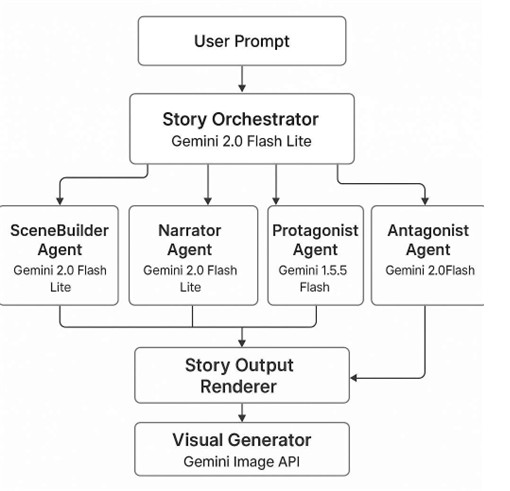 User Prompt
Story Orchestrator
Gemini 2.0 Flash Lite
SceneBuilder
Agent
Gemini 2.0 Flash
Lite
Narrator
Agent
Gemini 2.0 Flash
Lite
Protagonist
Agent
Gemini 1.5.5
Flash
Antagonist
Agent
Gemini 2.0Flash
Story Output
Renderer
Visual Generator
Gemini Image API